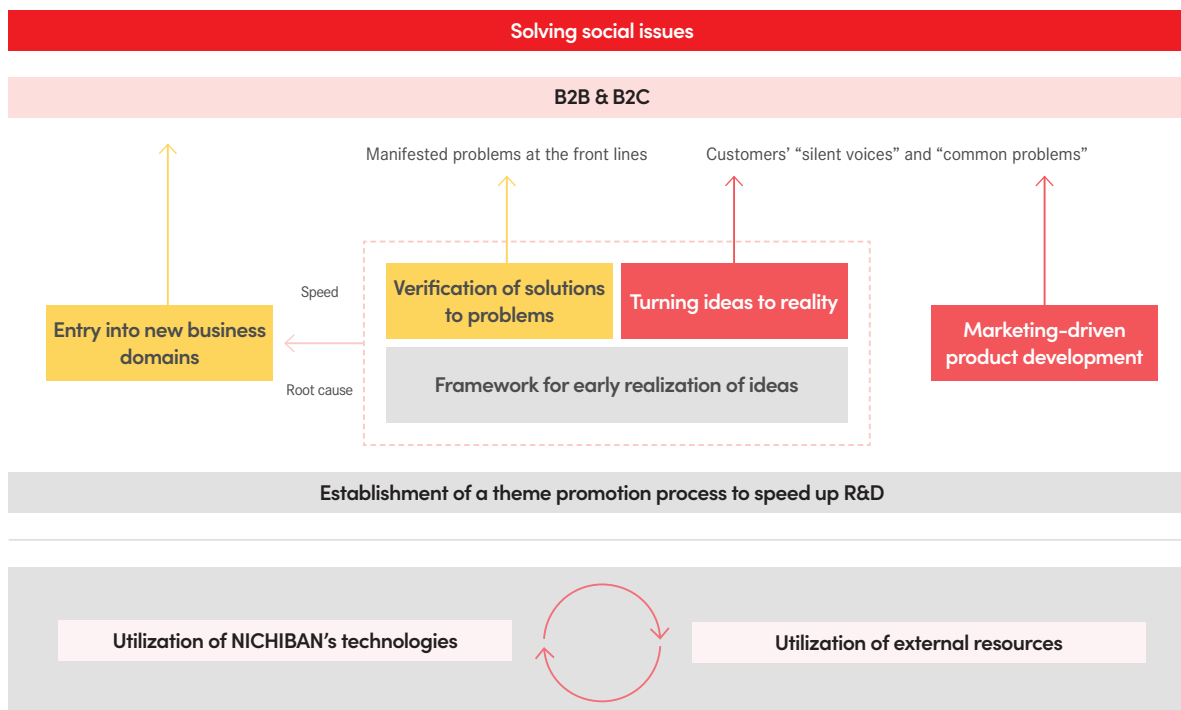 Solving social issues
B2B & B2C
Manifested problems at the front lines
Customers’ “silent voices” and “common problems”
Speed
Root cause
Entry into new business
domains
Verification of solutions
to problems
Turning ideas to reality
Framework for early realization of ideas
Marketing-driven
product development
Establishment of a theme promotion process to speed up R&D
Utilization of NICHIBAN’s technologies
Utilization of external resources